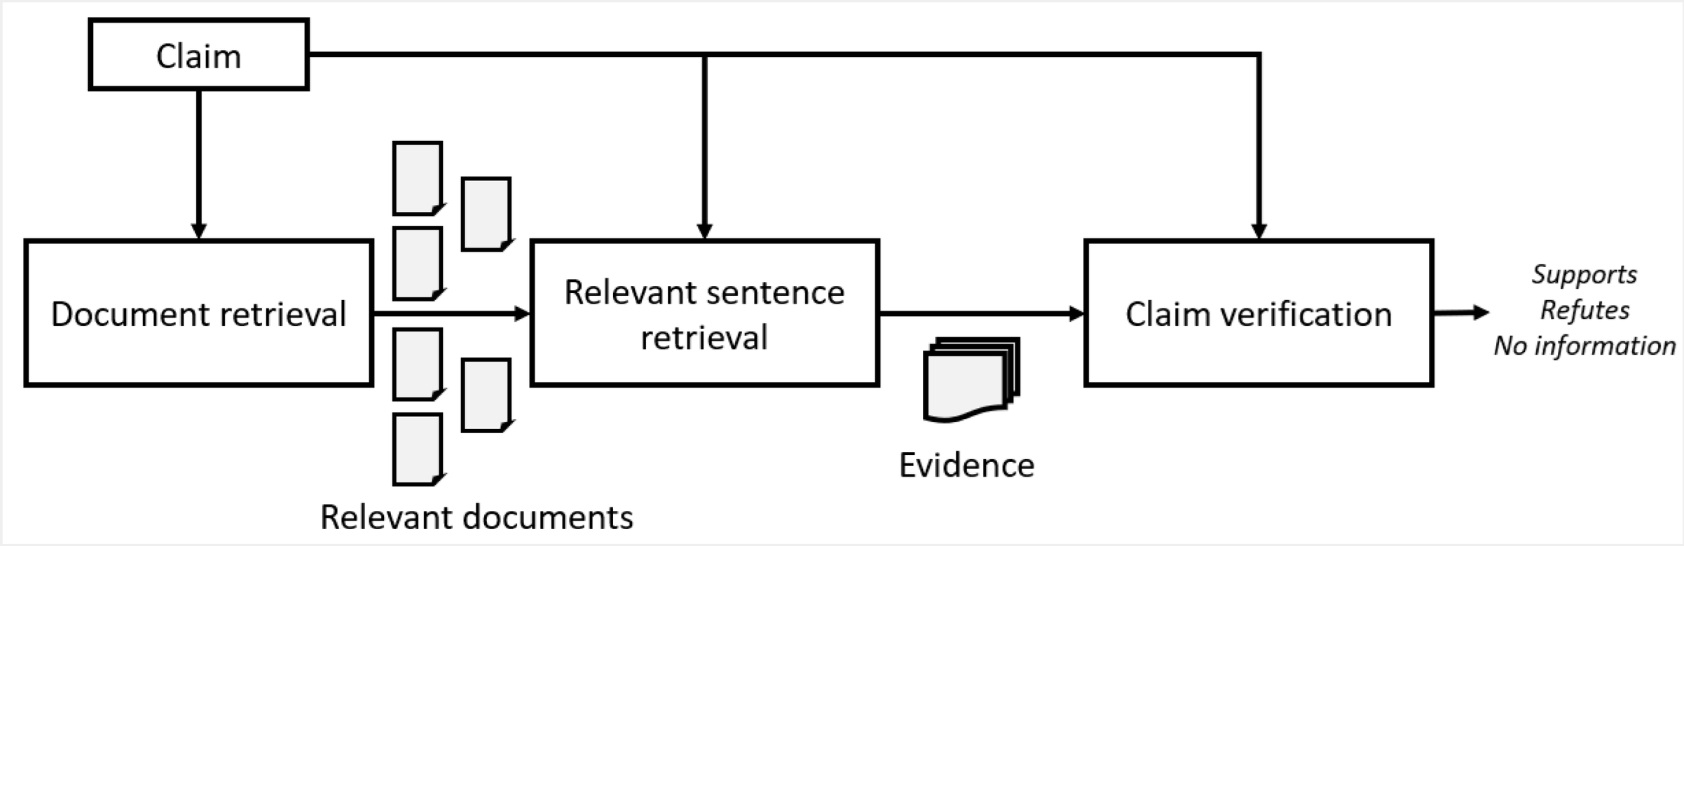 Claim
Document retrieval
Relevant sentence
retrieval
Claim verification
Supports
Refutes
No information
Evidence
Relevant documents